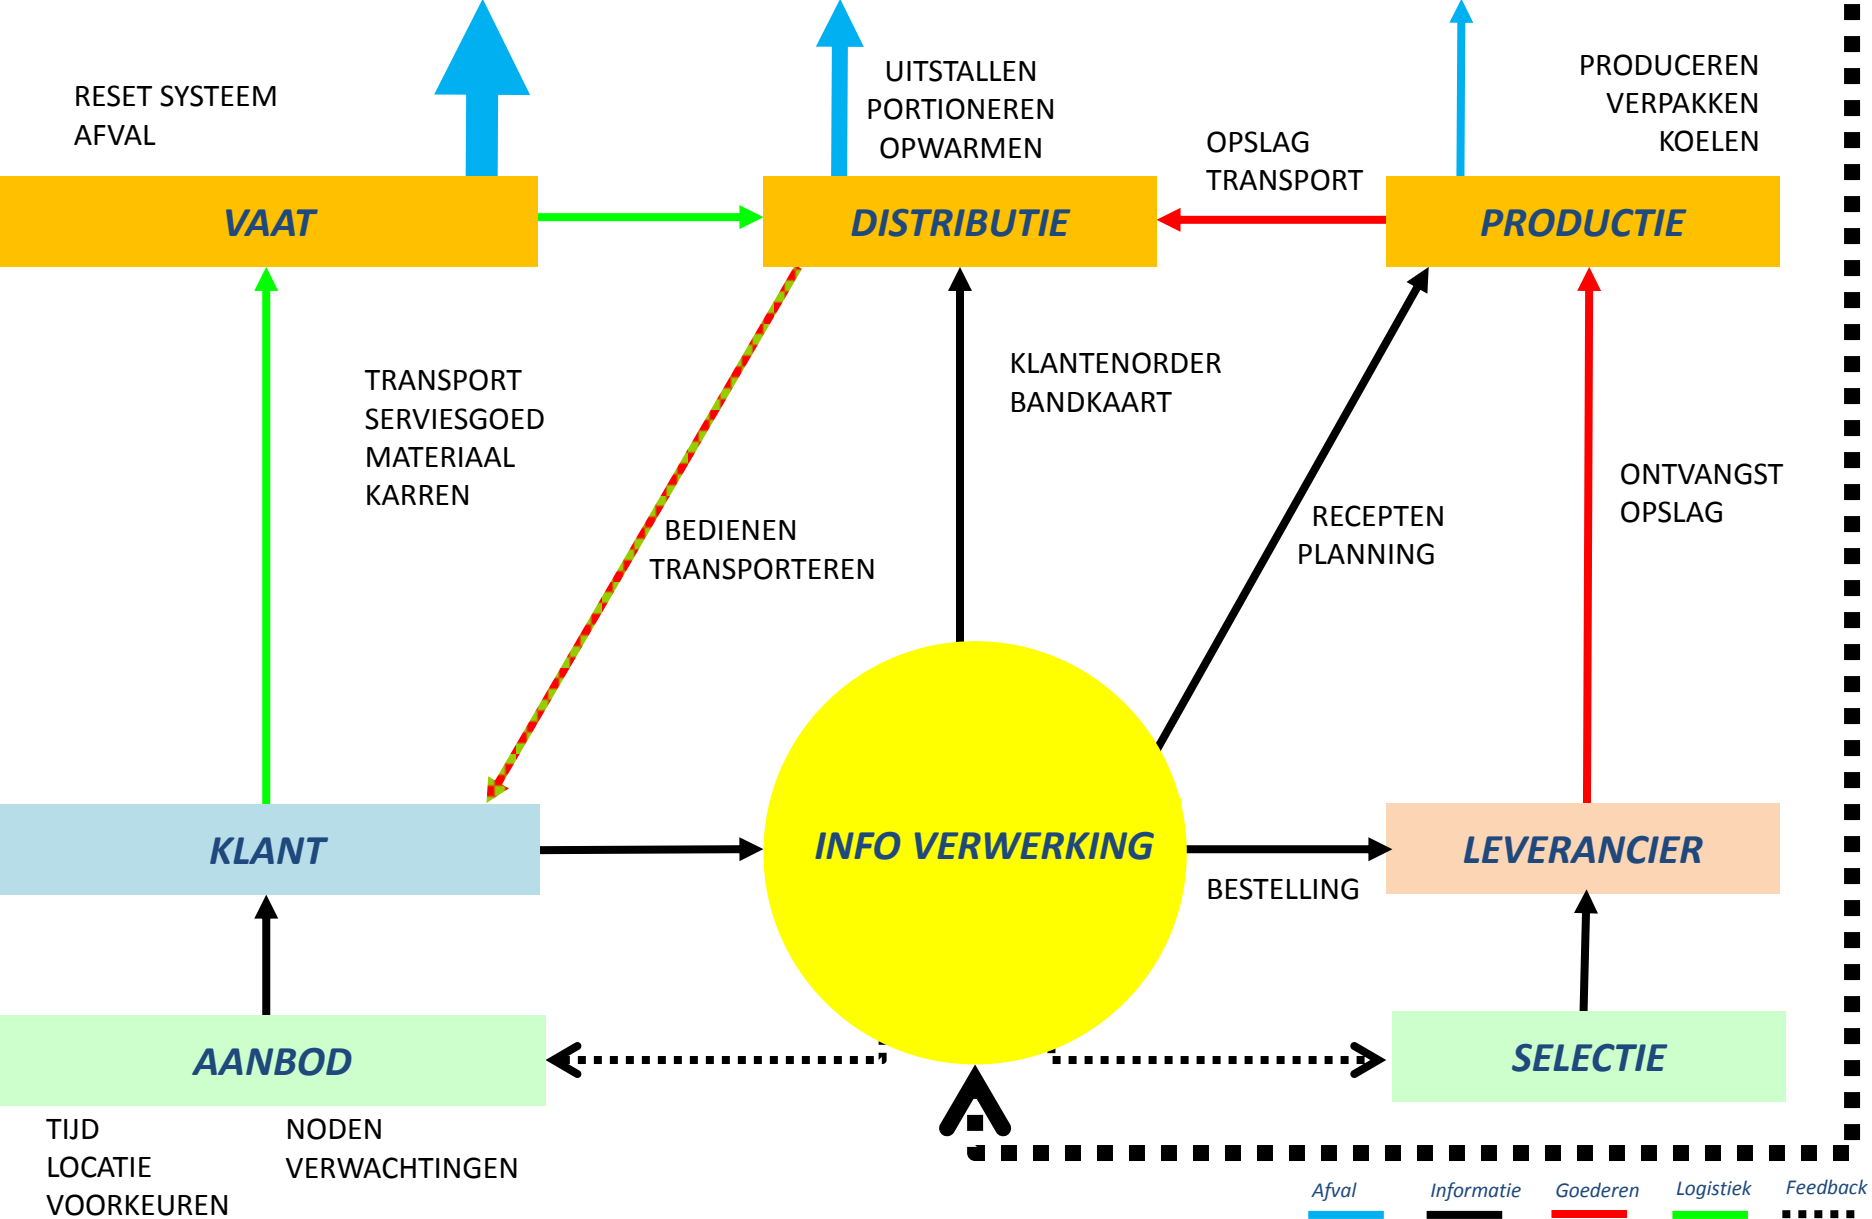 RESET SYSTEEM
AFVAL
UITSTALLEN
PORTIONEREN
OPWARMEN
OPSLAG
TRANSPORT
PRODUCEREN
VERPAKKEN
KOELEN
VAAT
DISTRIBUTIE
PRODUCTIE
TRANSPORT
SERVIESGOED
MATERIAAL
KARREN
KLANTENORDER
BANDKAART
BEDIENEN
TRANSPORTEREN
RECEPTEN
PLANNING
ONTVANGST
OPSLAG
KLANT
INFO VERWERKING
LEVERANCIER
BESTELLING
AANBOD
SELECTIE
TIJD
LOCATIE
VOORKEUREN
NODEN
VERWACHTINGEN
Afval
Informatie
Goederen
Logistiek
Feedback